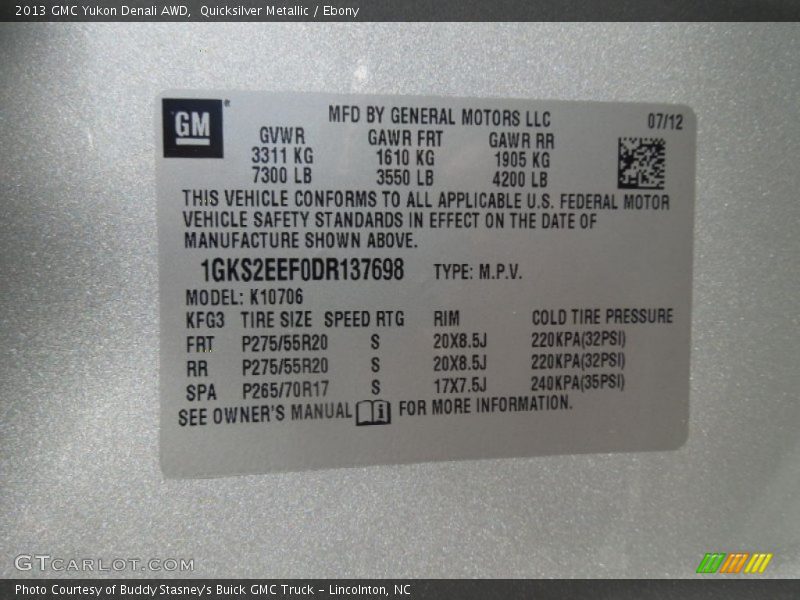 2013 GMC Yukon Denali AWD, Quicksilver Metallic / Ebony
GM
MFD BY GENERAL MOTORS LLC 07/12
GVWR GAWR FRT GAWR RR
3311 KG 1610 KG 1905 KG
7300 LB 3550 LB 4200 LB
THIS VEHICLE CONFORMS TO ALL APPLICABLE U.S. FEDERAL MOTOR
VEHICLE SAFETY STANDARDS IN EFFECT ON THE DATE OF
MANUFACTURE SHOWN ABOVE.
1GKS2EEF0DR137698 TYPE: M.P.V.
MODEL: K10706
KFG3 TIRE SIZE SPEED RTG RIM COLD TIRE PRESSURE
FRT P275/55R20 S 20X8.5J 220KPA(32PSI)
RR P275/55R20 S 20X8.5J 220KPA(32PSI)
SPA P265/70R17 S 17X7.5J 240KPA(35PSI)
SEE OWNER'S MANUAL FOR MORE INFORMATION.
GTCARLOT.COM
Photo Courtesy of Buddy Stasney's Buick GMC Truck – Lincolnton, NC